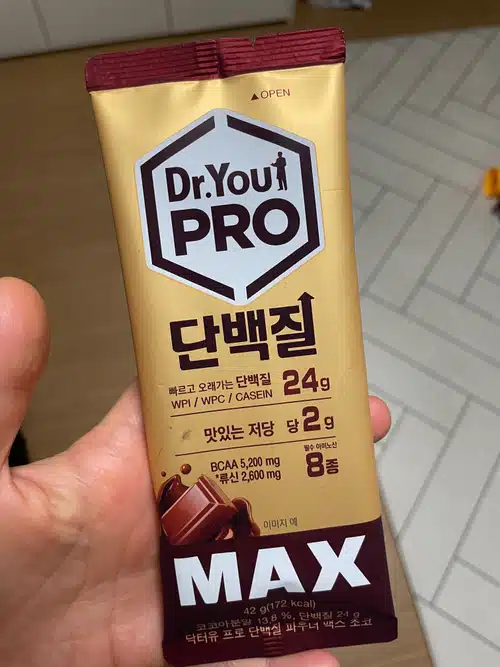 ▲OPEN
Dr.You
PRO
단백질
빠르고 오래가는 단백질 24g
WPI / WPC / CASEIN
맛있는 저당 당 2g
BCAA 5,200 mg
*류신 2,600 mg
필수 아미노산
8종
이미지 예
MAX
42 g(172 kcal)
코코아분말 13.8 %, 단백질 24 g
닥터유 프로 단백질 파우더 맥스 초코